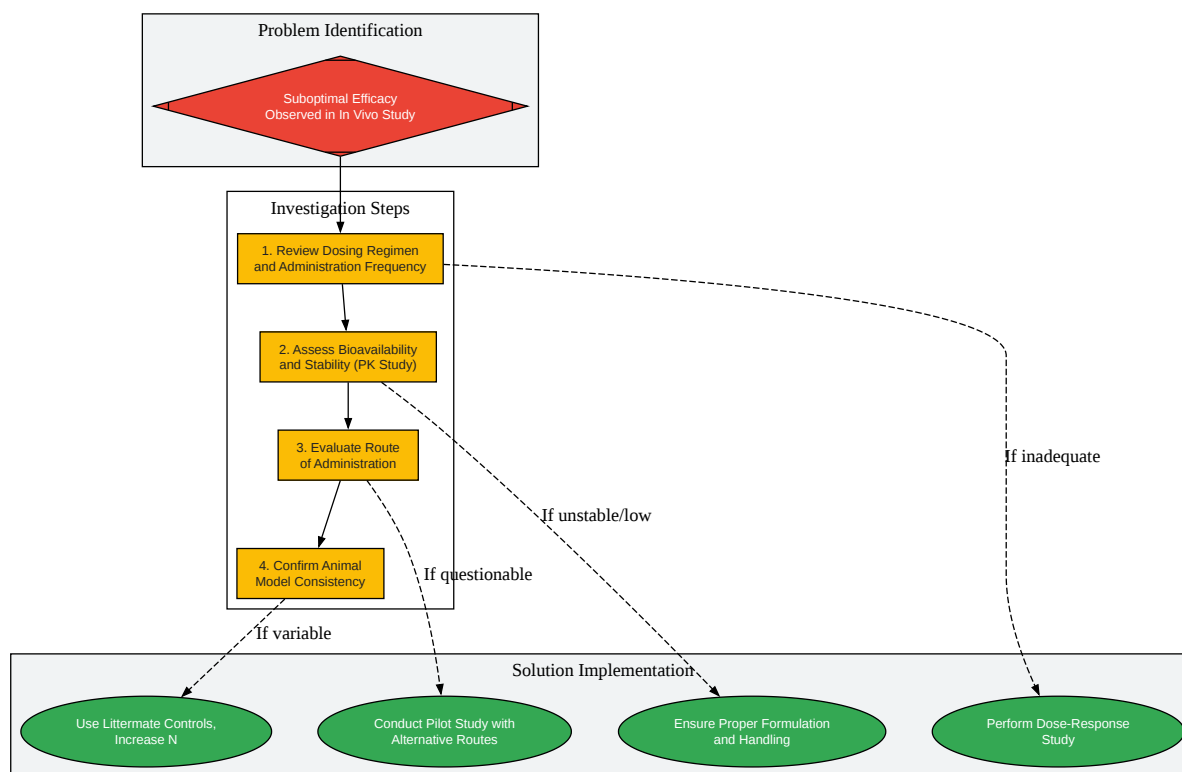 Problem Identification
Suboptimal Efficacy
Observed in In Vivo Study
Investigation Steps
1. Review Dosing Regimen
and Administration Frequency
2. Assess Bioavailability
and Stability (PK Study)
3. Evaluate Route
of Administration
If inadequate
If unstable/low
4. Confirm Animal
Model Consistency
If questionable
If variable
Solution Implementation
Use Littermate Controls,
Increase N
Conduct Pilot Study with
Alternative Routes
Ensure Proper Formulation
and Handling
Perform Dose-Response
Study